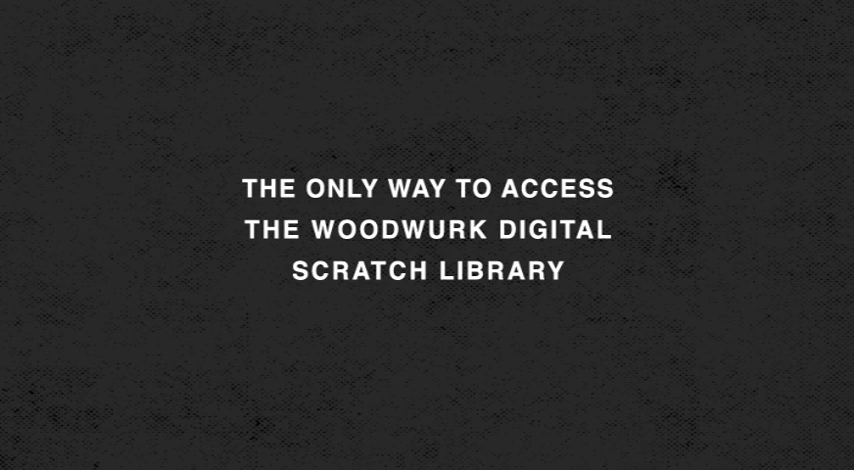 THE ONLY WAY TO ACCESS
THE WOODWURK DIGITAL
SCRATCH LIBRARY